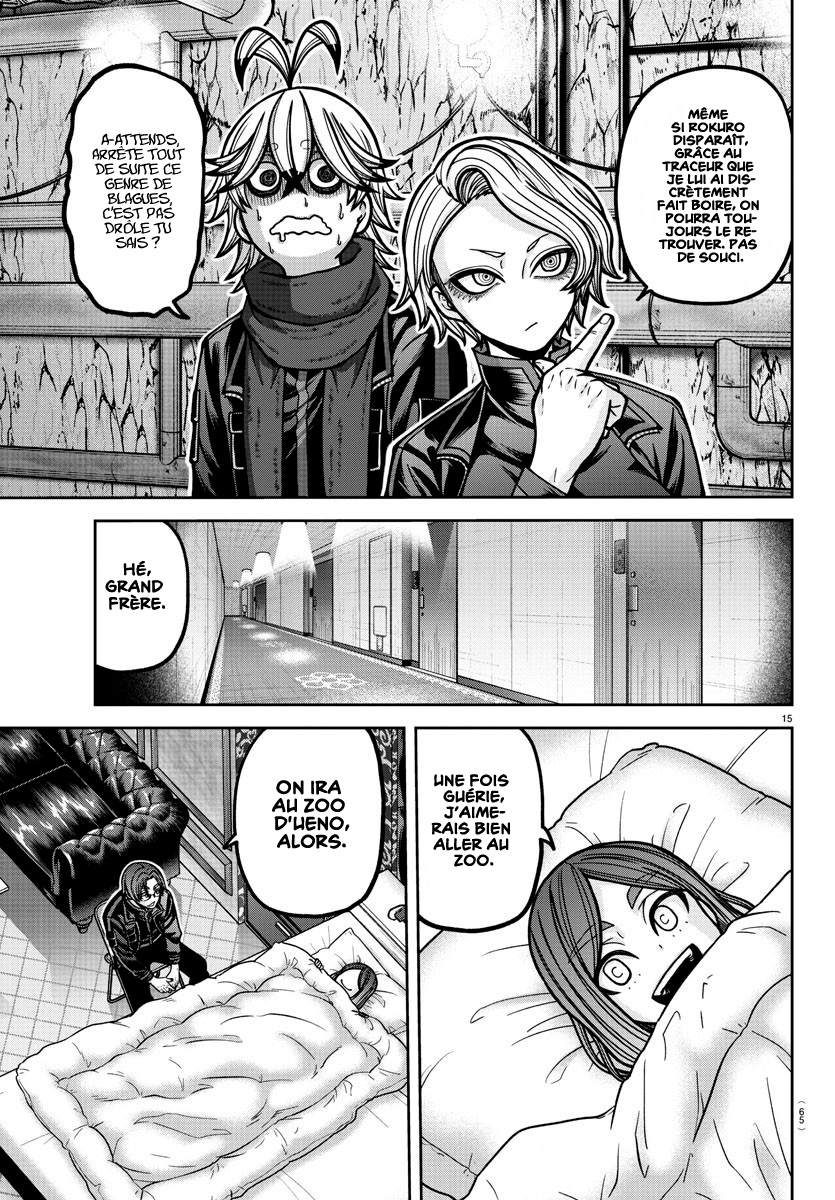 MÊME
SI ROKURO
DISPARAÎT,
GRÂCE AU
TRACEUR QUE
JE LUI AI DIS-
CRÈTEMENT
FAIT BOIRE, ON
POURRA TOU-
JOURS LE RE-
TROUVER. PAS
DE SOUCI.
A-ATTENDS,
ARRÊTE TOUT
DE SUITE CE
GENRE DE
BLAGUES,
C'EST PAS
DRÔLE TU
SAIS ?
HÉ,
GRAND
FRÈRE.
15
UNE FOIS
GUÉRIE,
J'AIME-
RAIS BIEN
ALLER AU
ZOO.
ON IRA
AU ZOO
D'UENO,
ALORS.
(65)